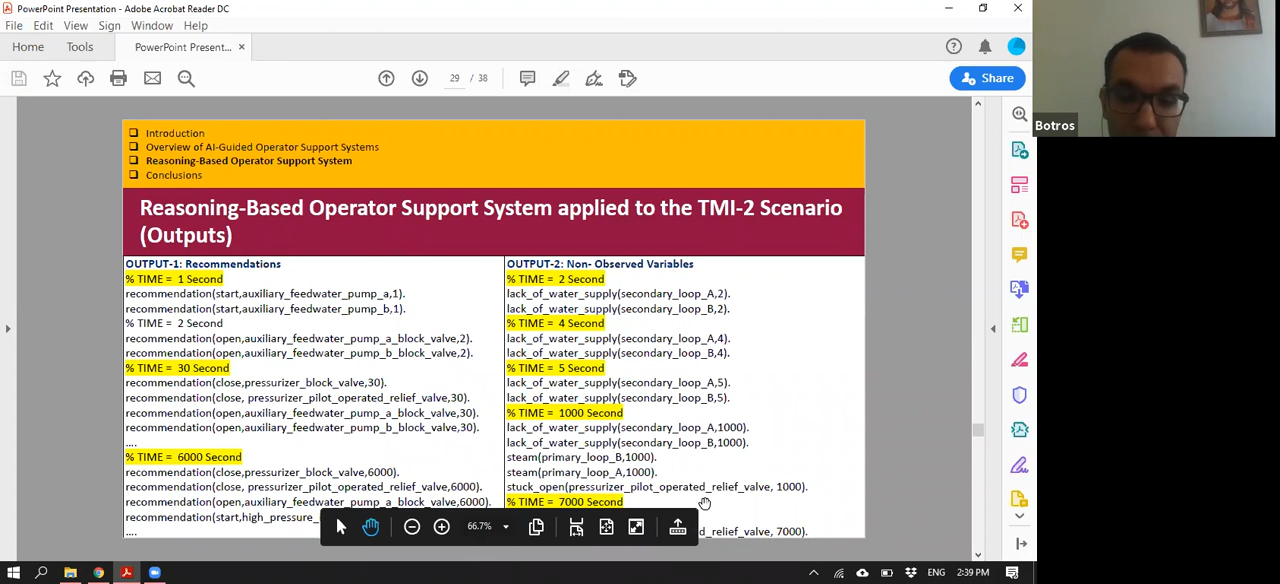 PowerPoint Presentation - Adobe Acrobat Reader DC
File Edit View Sign Window Help
Home Tools PowerPoint Present... ×
29 / 38
Share
Botros
❑ Introduction
❑ Overview of AI-Guided Operator Support Systems
❑ Reasoning-Based Operator Support System
❑ Conclusions
Reasoning-Based Operator Support System applied to the TMI-2 Scenario
(Outputs)
OUTPUT-1: Recommendations
% TIME = 1 Second
recommendation(start,auxiliary_feedwater_pump_a,1).
recommendation(start,auxiliary_feedwater_pump_b,1).
% TIME = 2 Second
recommendation(open,auxiliary_feedwater_pump_a_block_valve,2).
recommendation(open,auxiliary_feedwater_pump_b_block_valve,2).
% TIME = 30 Second
recommendation(close,pressurizer_block_valve,30).
recommendation(close, pressurizer_pilot_operated_relief_valve,30).
recommendation(open,auxiliary_feedwater_pump_a_block_valve,30).
recommendation(open,auxiliary_feedwater_pump_b_block_valve,30).
....
% TIME = 6000 Second
recommendation(close,pressurizer_block_valve,6000).
recommendation(close, pressurizer_pilot_operated_relief_valve,6000).
recommendation(open,auxiliary_feedwater_pump_a_block_valve,6000).
recommendation(start,high_pressure_
....
OUTPUT-2: Non- Observed Variables
% TIME = 2 Second
lack_of_water_supply(secondary_loop_A,2).
lack_of_water_supply(secondary_loop_B,2).
% TIME = 4 Second
lack_of_water_supply(secondary_loop_A,4).
lack_of_water_supply(secondary_loop_B,4).
% TIME = 5 Second
lack_of_water_supply(secondary_loop_A,5).
lack_of_water_supply(secondary_loop_B,5).
% TIME = 1000 Second
lack_of_water_supply(secondary_loop_A,1000).
lack_of_water_supply(secondary_loop_B,1000).
steam(primary_loop_B,1000).
steam(primary_loop_A,1000).
stuck_open(pressurizer_pilot_operated_relief_valve, 1000).
% TIME = 7000 Second
ed_relief_valve, 7000).
66.7%
ENG 2:39 PM